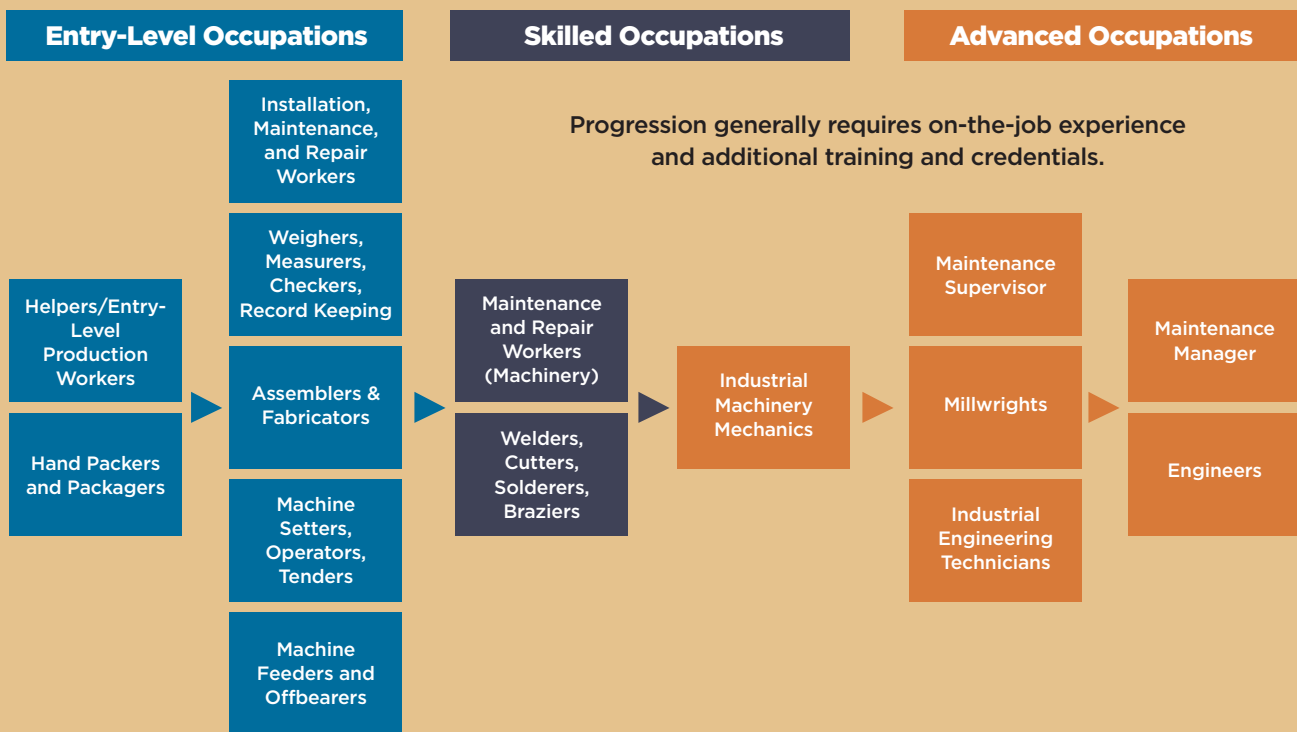 Entry-Level Occupations
Skilled Occupations
Advanced Occupations
Progression generally requires on-the-job experience
and additional training and credentials.
Helpers/Entry-
Level
Production
Workers
Hand Packers
and Packagers
Installation,
Maintenance,
and Repair
Workers
Weighers,
Measurers,
Checkers,
Record Keeping
Assemblers &
Fabricators
Machine
Setters,
Operators,
Tenders
Machine
Feeders and
Offbearers
Maintenance
and Repair
Workers
(Machinery)
Welders,
Cutters,
Solderers,
Braziers
Industrial
Machinery
Mechanics
Maintenance
Supervisor
Millwrights
Industrial
Engineering
Technicians
Maintenance
Manager
Engineers